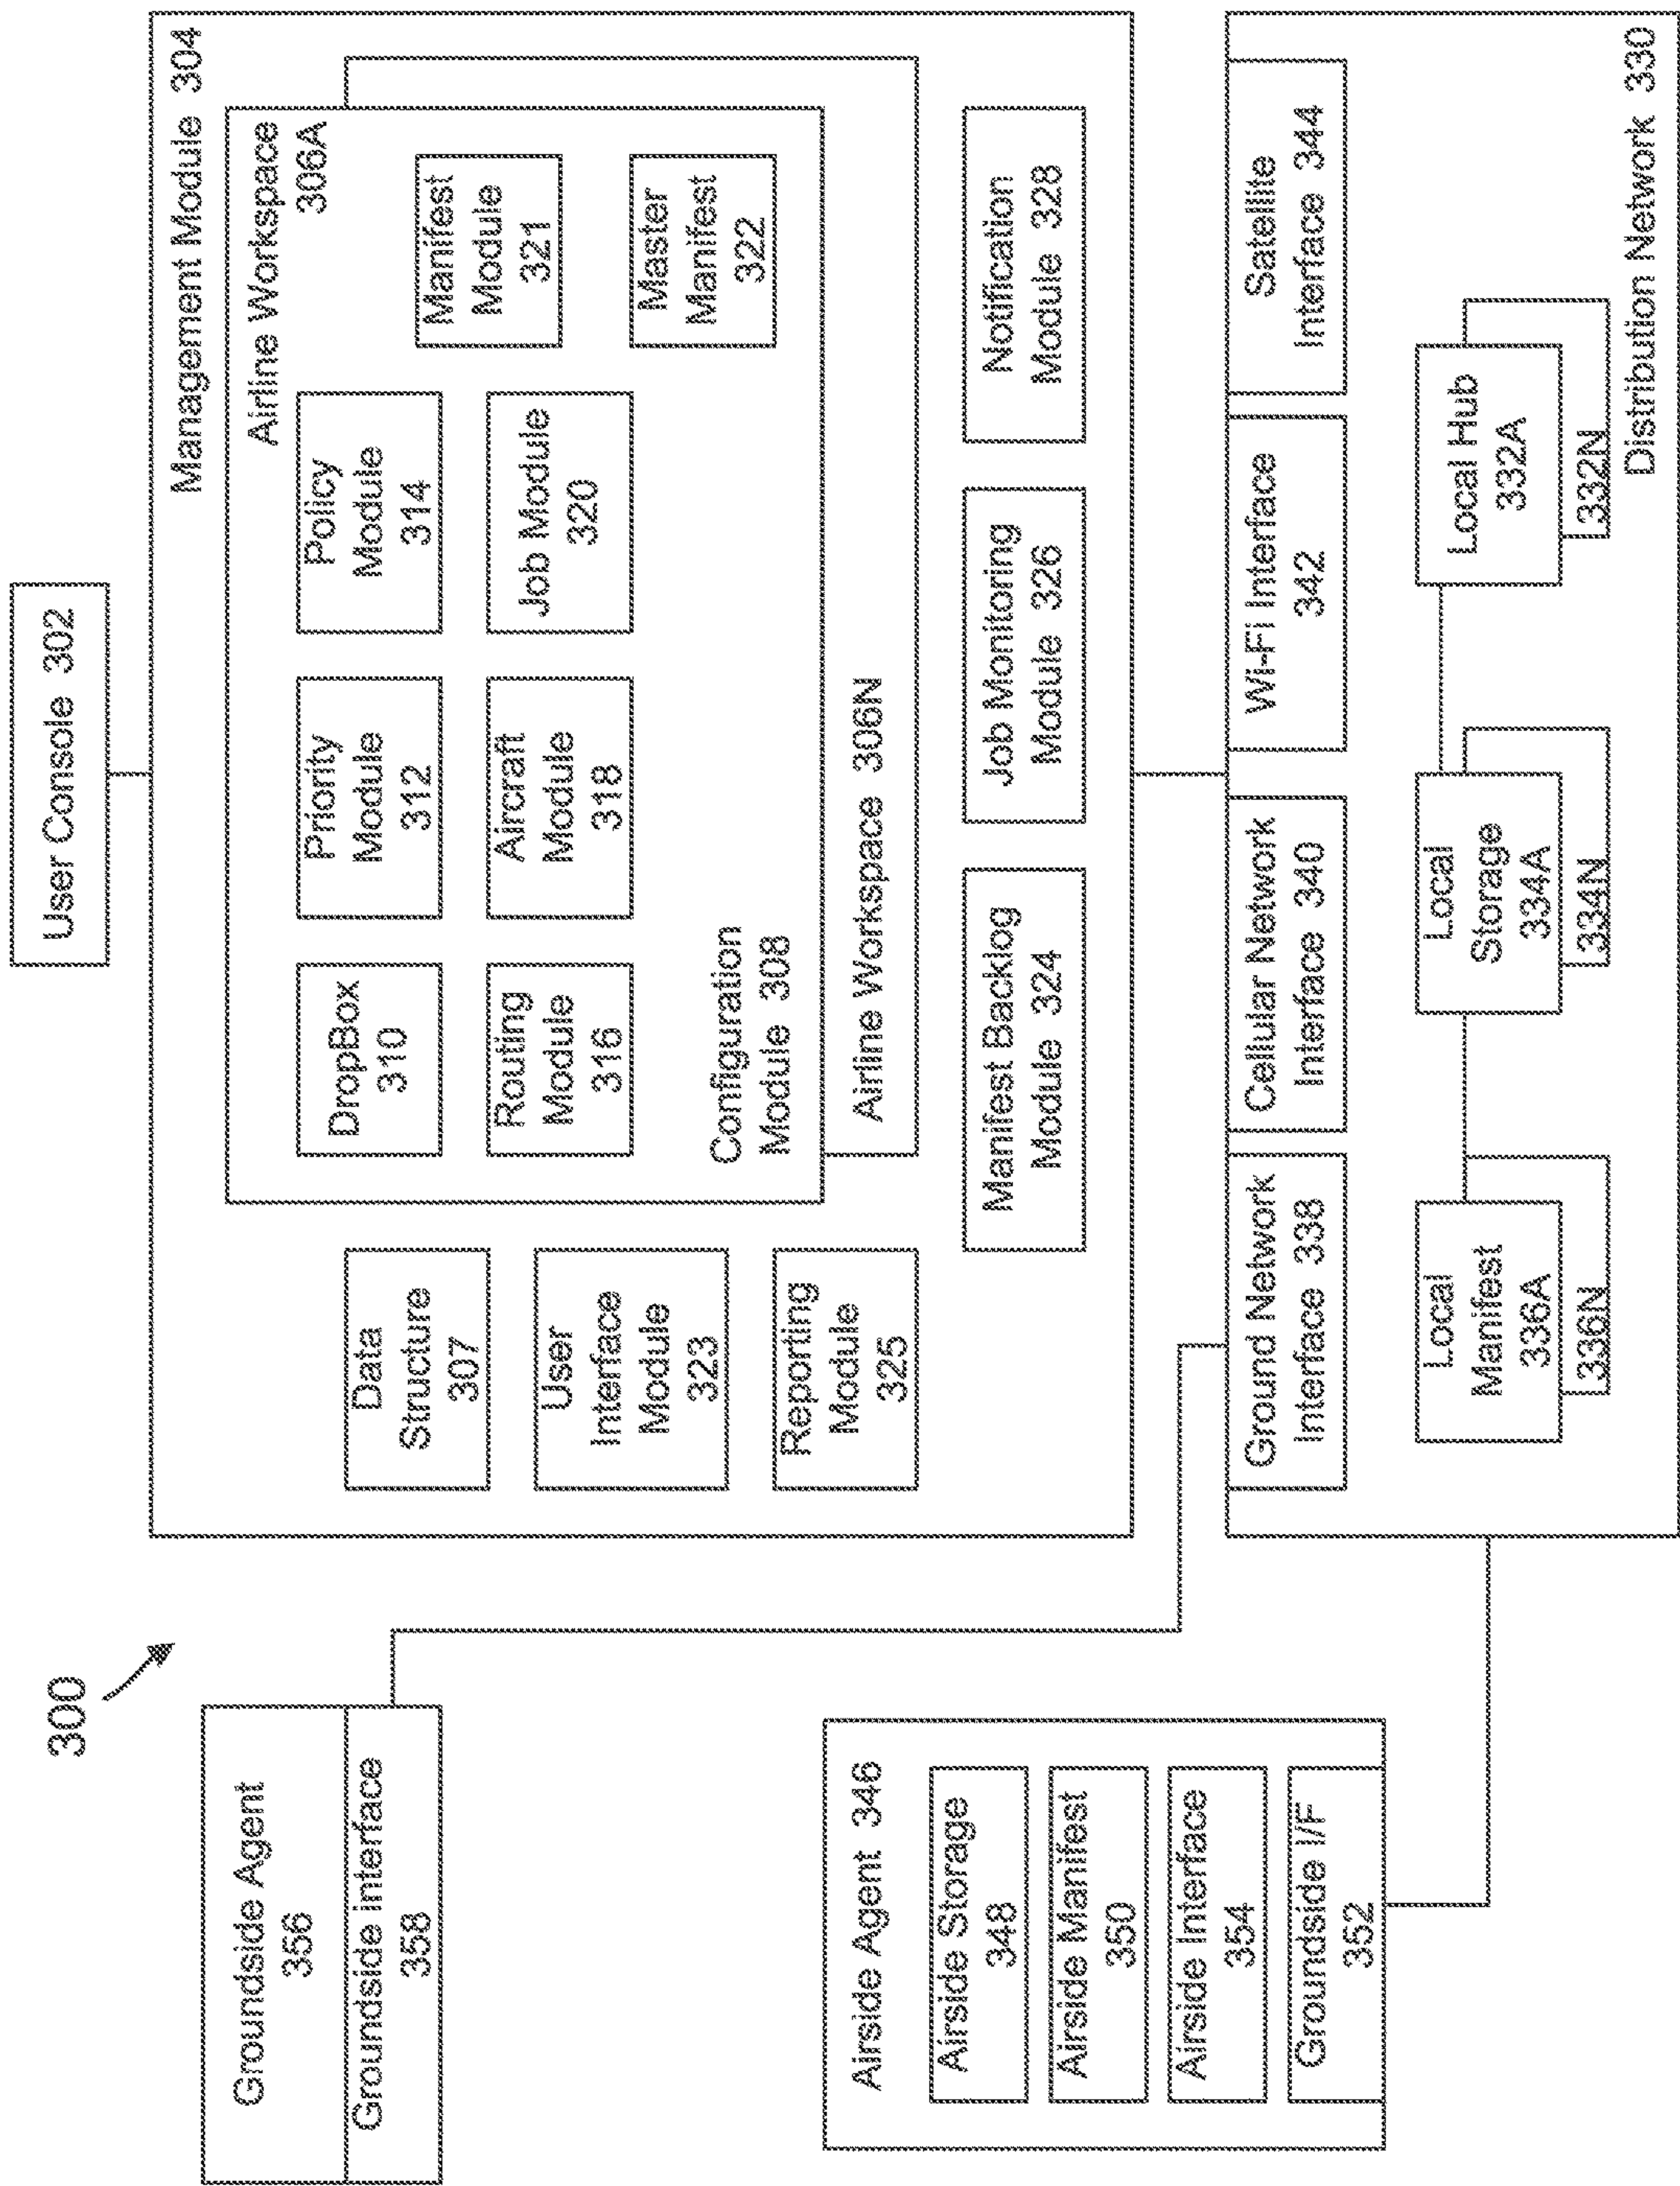 300
User Console 302
Management Module 304
Airline Workspace
306A
DropBox
310
Priority
Module
312
Policy
Module
314
Manifest
Module
321
Routing
Module
316
Aircraft
Module
318
Job Module
320
Master
Manifest
322
Configuration
Module 308
Airline Workspace 306N
Data
Structure
307
User
Interface
Module
323
Reporting
Module
325
Manifest Backlog
Module 324
Job Monitoring
Module 326
Notification
Module 328
Groundside Agent
356
Groundside Interface
358
Airside Agent 346
Airside Storage
348
Airside Manifest
350
Airside Interface
354
Groundside I/F
352
Ground Network
Interface 338
Cellular Network
Interface 340
Wi-Fi Interface
342
Satellite
Interface 344
Local
Manifest
336A
336N
Local
Storage
334A
334N
Local Hub
332A
332N
Distribution Network 330